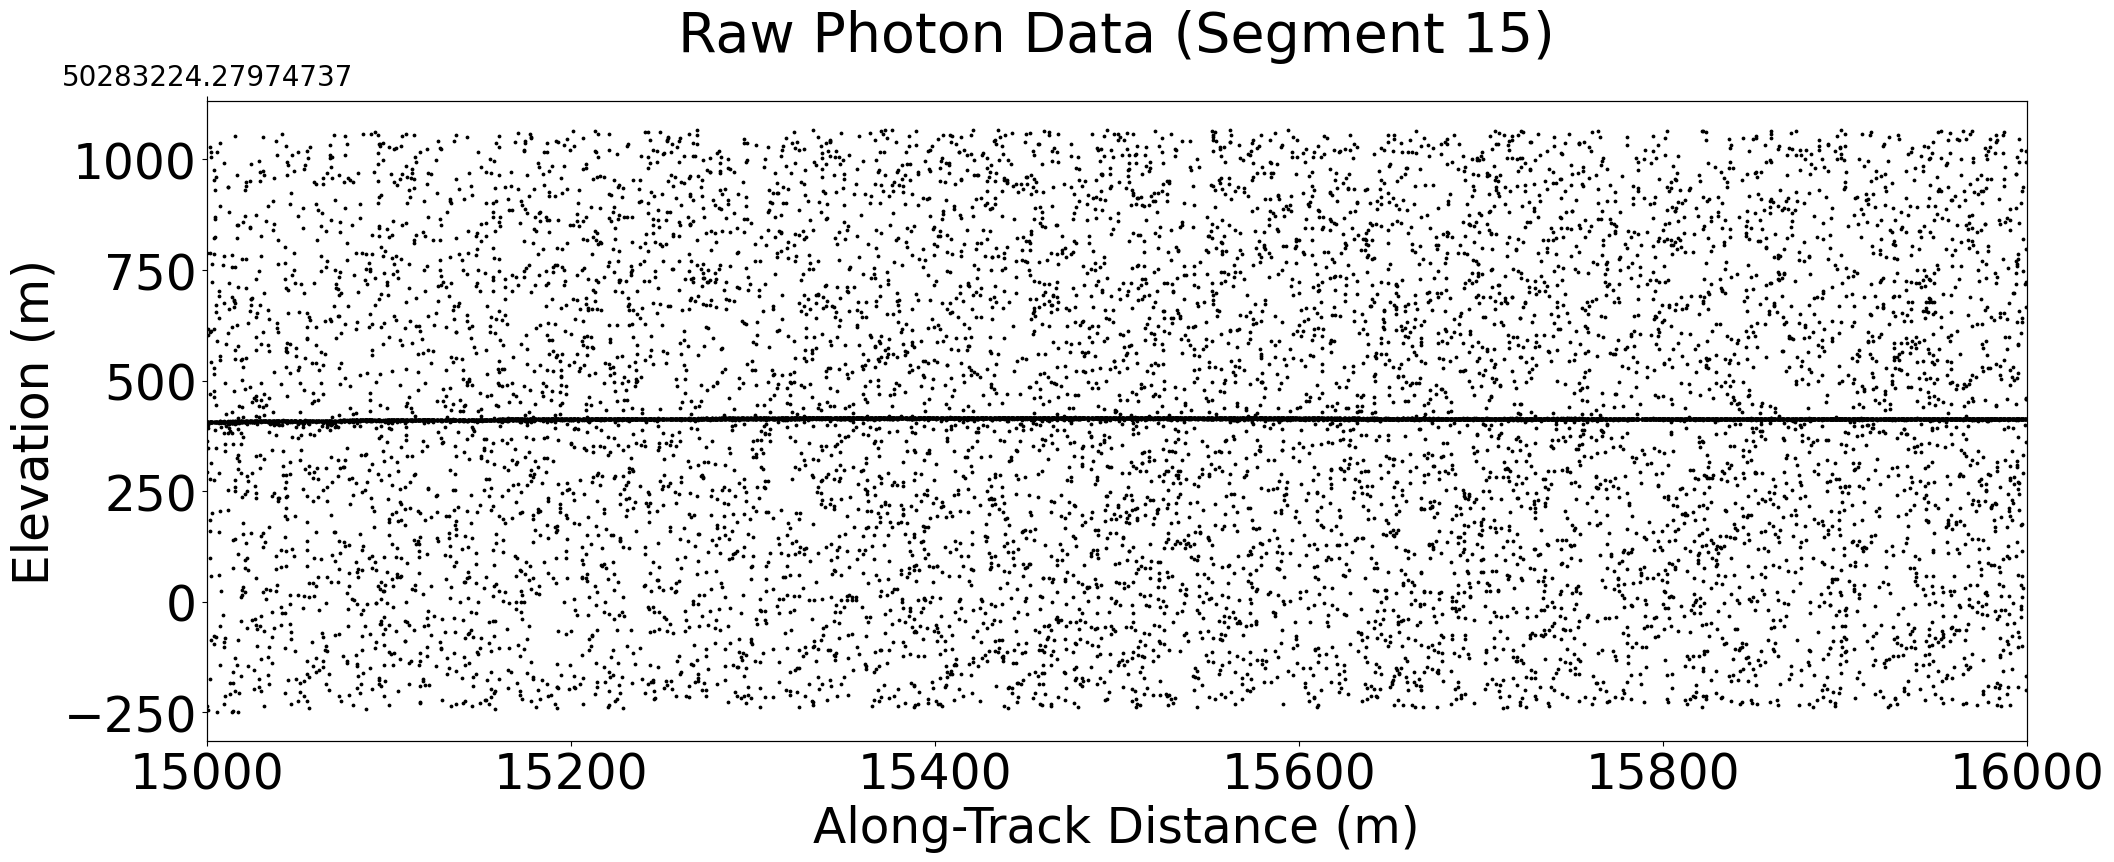 Raw Photon Data (Segment 15)
50283224.27974737
1000
750
500
250
0
−250
Elevation (m)
15000 15200 15400 15600 15800 16000
Along-Track Distance (m)